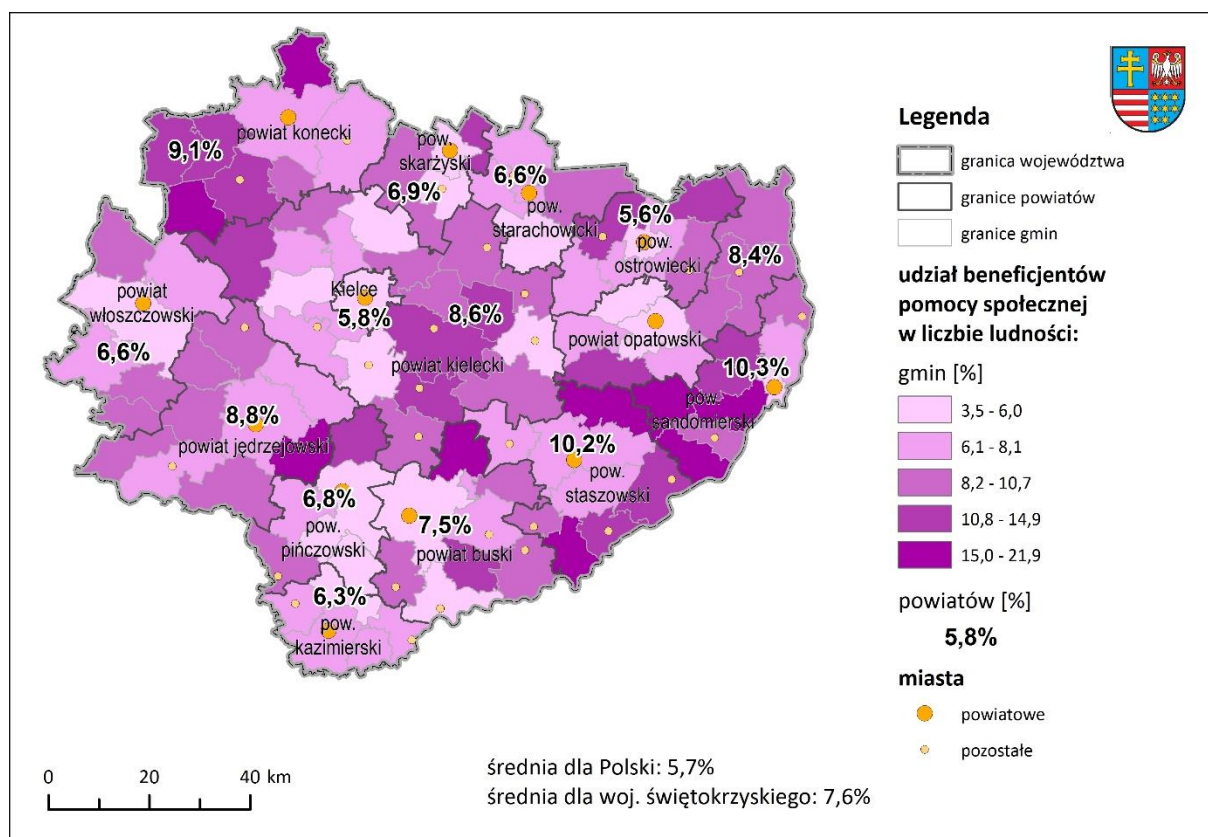 powiat konecki
9,1%
pow.
skarżyski
6,9%
6,6%
pow.
starachowicki
5,6%
pow.
ostrowiecki
8,4%
powiat
włoszczowski
6,6%
Kielce
5,8%
8,6%
powiat kielecki
powiat opatowski
10,3%
pow.
sandomierski
8,8%
powiat jędrzejowski
10,2%
pow.
staszowski
6,8%
pow.
pińczowski
7,5%
powiat buski
6,3%
pow.
kazimierski
Legenda
granica województwa
granice powiatów
granice gmin
udział beneficjentów
pomocy społecznej
w liczbie ludności:
gmin [%]
3,5 - 6,0
6,1 - 8,1
8,2 - 10,7
10,8 - 14,9
15,0 - 21,9
powiatów [%]
5,8%
miasta
powiatowe
pozostałe
0 20 40 km
średnia dla Polski: 5,7%
średnia dla woj. świętokrzyskiego: 7,6%